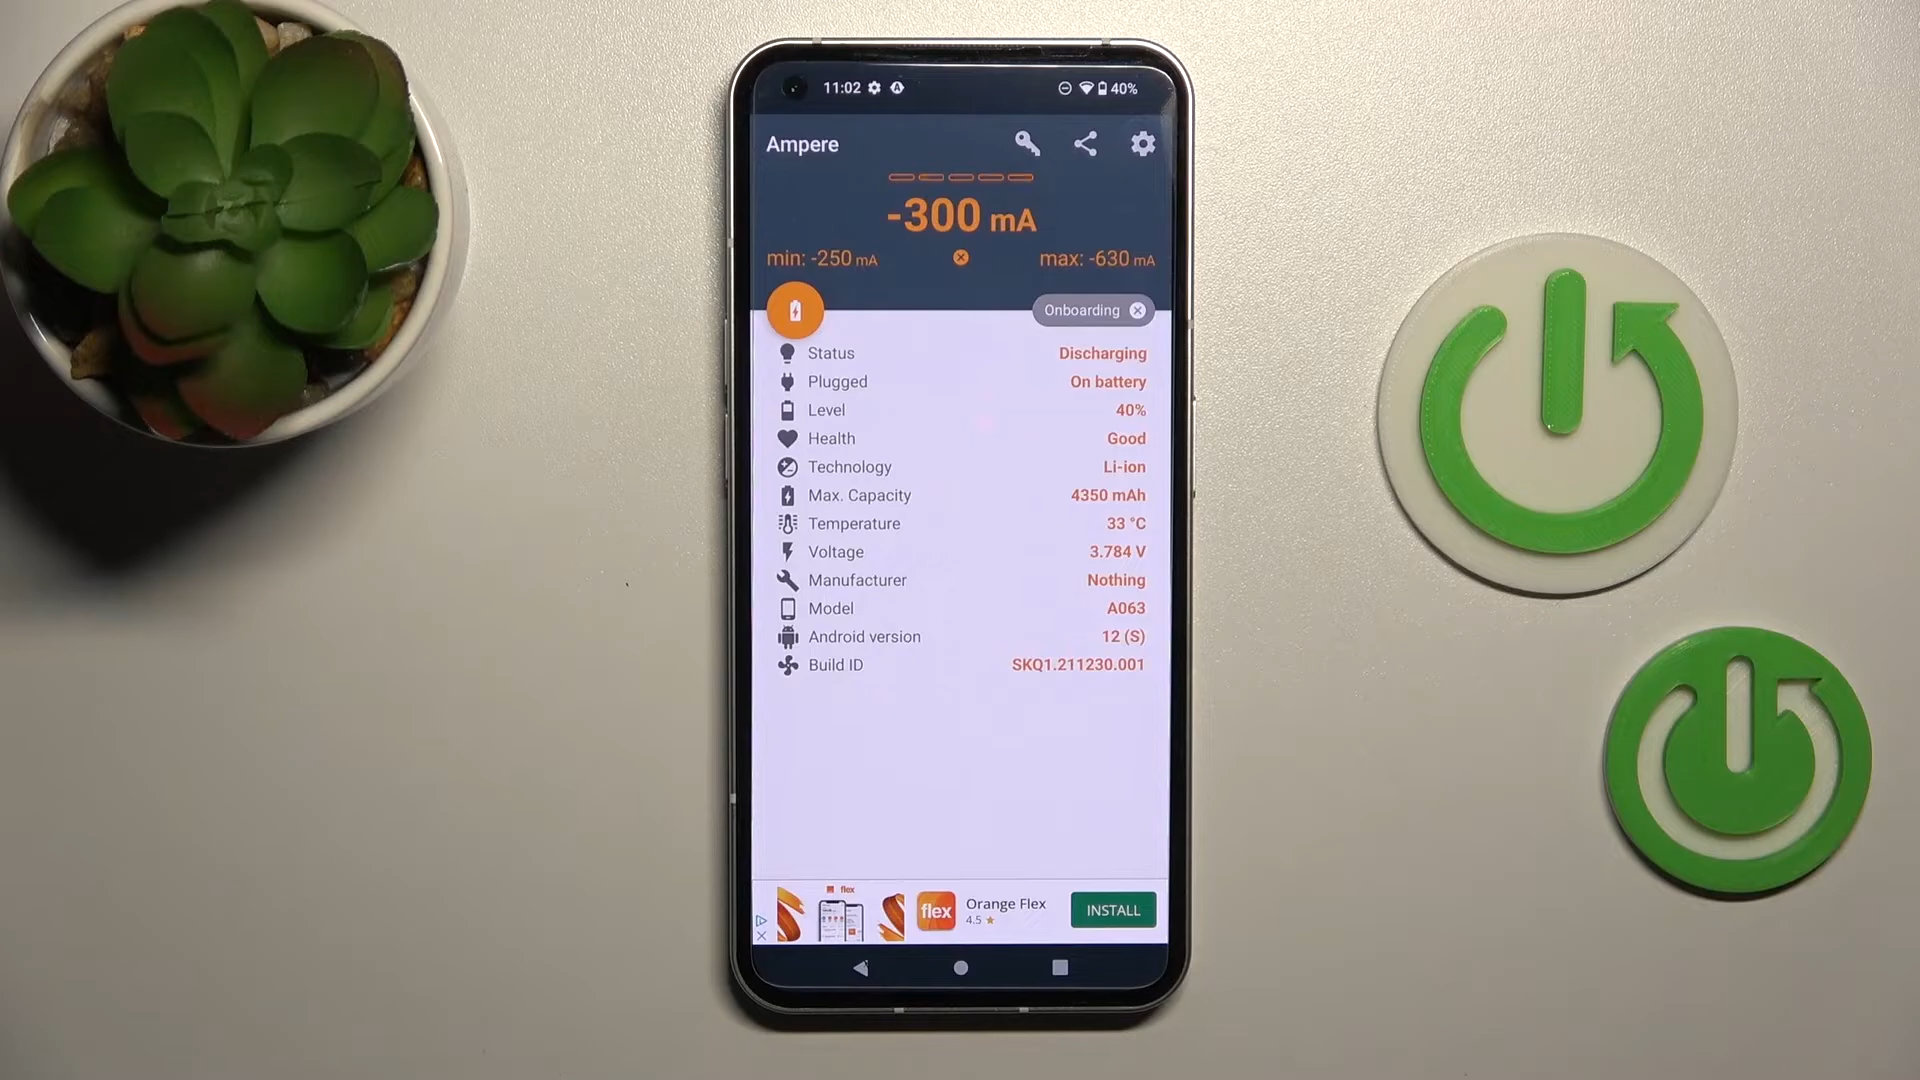 11:02 40%
Ampere
-300 mA
min: -250 mA max: -630 mA
Onboarding
Status Discharging
Plugged On battery
Level 40%
Health Good
Technology Li-ion
Max. Capacity 4350 mAh
Temperature 33 °C
Voltage 3.784 V
Manufacturer Nothing
Model A063
Android version 12 (S)
Build ID SKQ1.211230.001
flex
flex Orange Flex INSTALL
4.5 ★